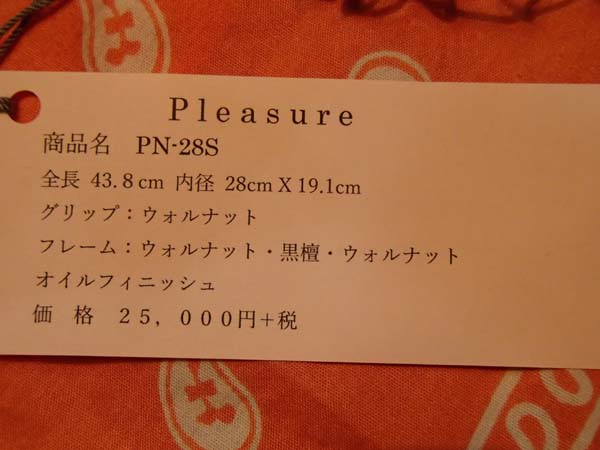 Pleasure
商品名 PN-28S
全長 43.8cm 内径 28cm X 19.1cm
グリップ：ウォルナット
フレーム：ウォルナット・黒檀・ウォルナット
オイルフィニッシュ
価 格 25,000円+税